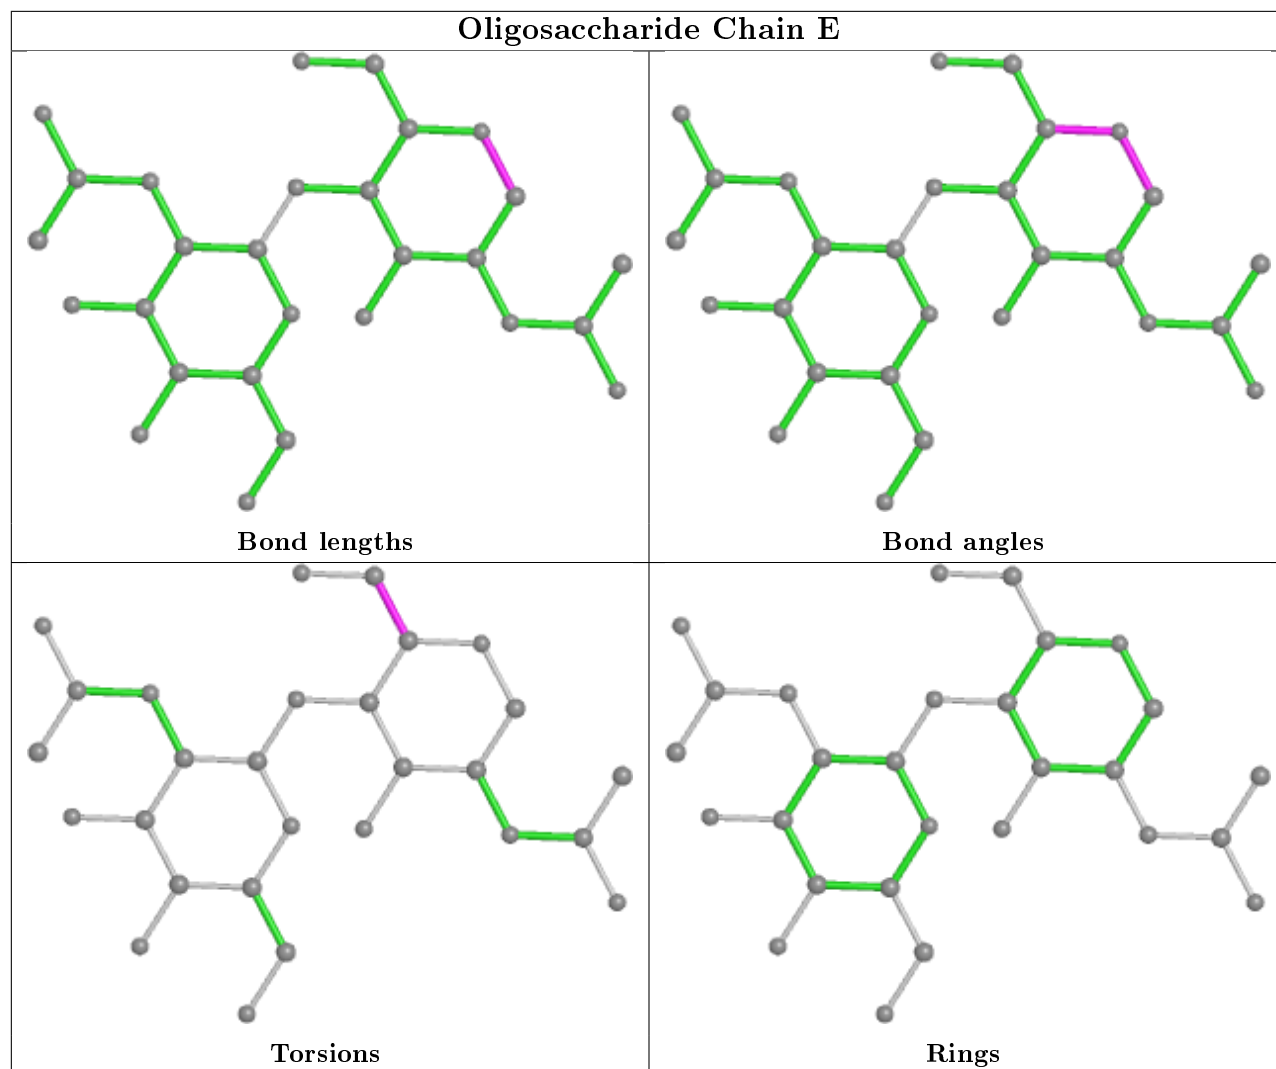 Oligosaccharide Chain E
Bond lengths
Bond angles
Torsions
Rings